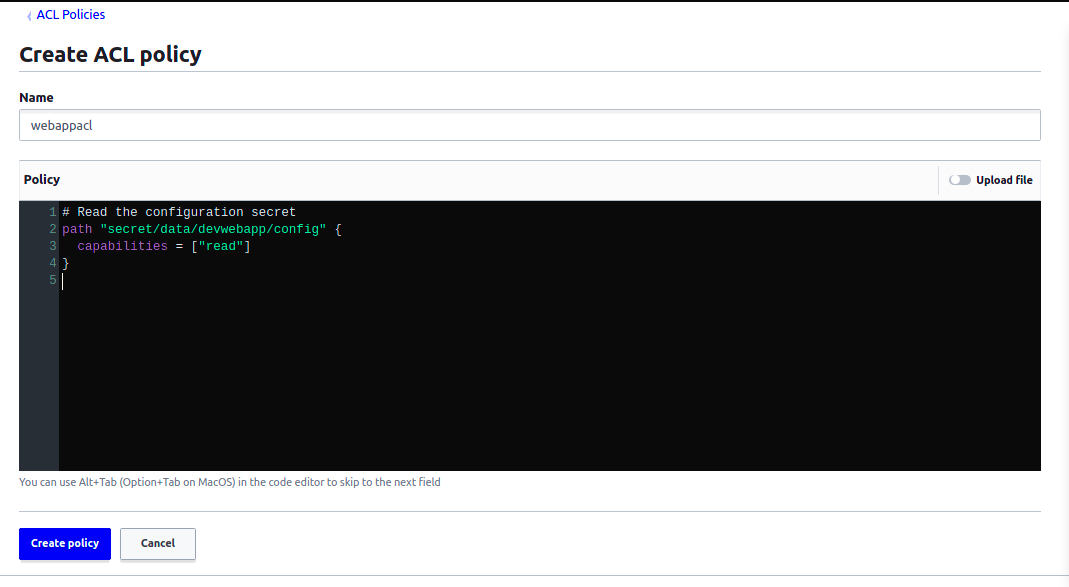 ACL Policies
Create ACL policy
Name
webappacl
Policy
Upload file
1 # Read the configuration secret
2 path "secret/data/devwebapp/config" {
3   capabilities = ["read"]
4 }
5
You can use Alt+Tab (Option+Tab on MacOS) in the code editor to skip to the next field
Create policy
Cancel